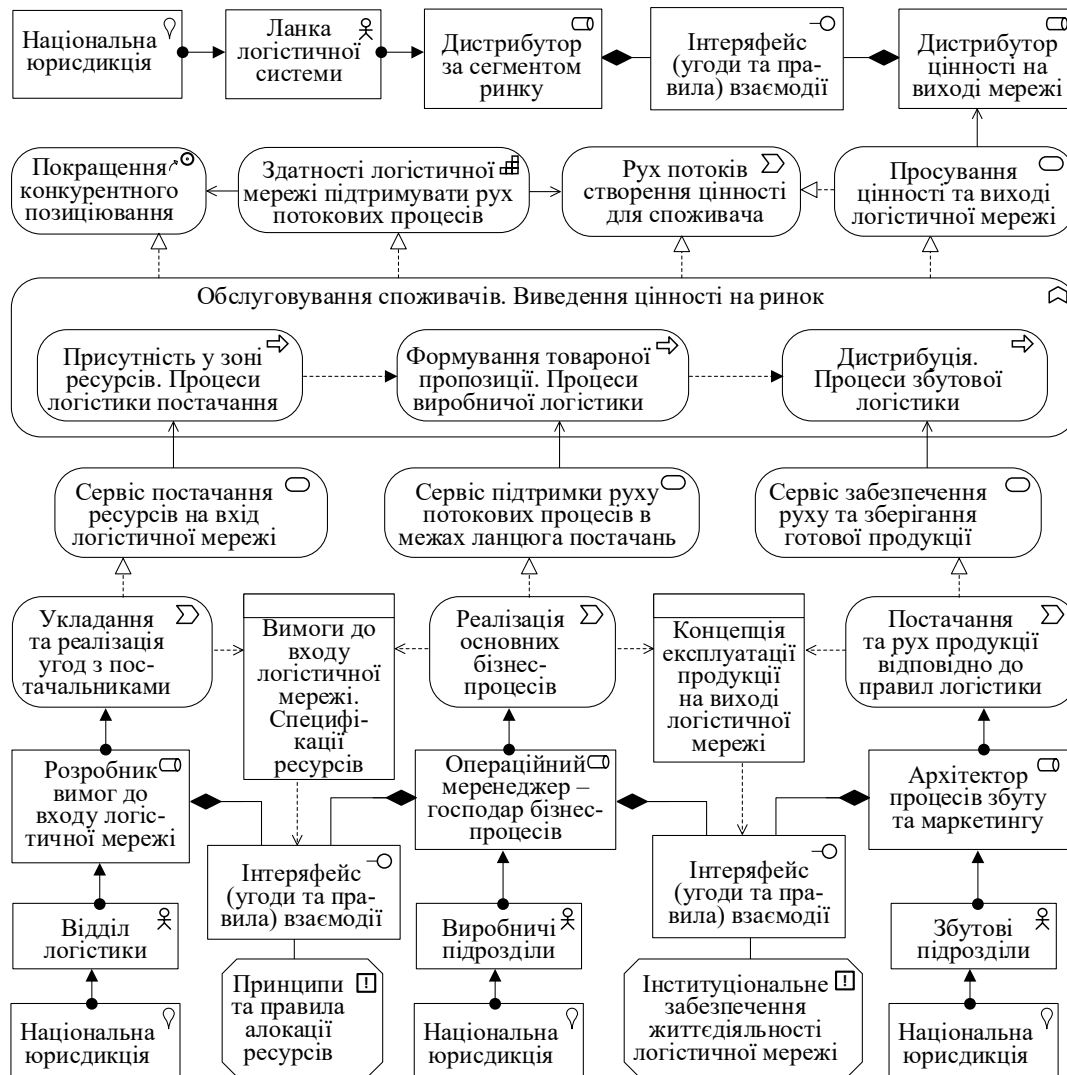 Національна
юрисдикція
Ланка
логістичної
системи
Дистрибутор
за сегментом
ринку
Інтеряфейс
(угоди та пра-
вила) взаємодії
Дистрибутор
цінності на
виході мережі
Покращення
конкурентного
позиціювання
Здатності логістичної
мережі підтримувати рух
потокових процесів
Рух потоків
створення цінності
для споживача
Просування
цінності та виході
логістичної мережі
Обслуговування споживачів. Виведення цінності на ринок
Присутність у зоні
ресурсів. Процеси
логістики постачання
Формування товароної
пропозиції. Процеси
виробничої логістики
Дистрибуція.
Процеси збутової
логістики
Сервіс постачання
ресурсів на вхід
логістичної мережі
Сервіс підтримки руху
потокових процесів в
межах ланцюга постачань
Сервіс забезпечення
руху та зберігання
готової продукції
Укладання
та реалізація
угод з пос-
тачальниками
Вимоги до
входу
логістичної
мережі.
Специфі-
кації
ресурсів
Реалізація
основних
бізнес-
процесів
Концепція
експлуатації
продукції
на виході
логістичної
мережі
Постачання
та рух продукції
відповідно до
правил логістики
Розробник
вимог до
входу логіс-
тичної мережі
Операційний
меренеджер –
господар бізнес-
процесів
Архітектор
процесів збуту
та маркетингу
Інтеряфейс
(угоди та пра-
вила) взаємодії
Інтеряфейс
(угоди та пра-
вила) взаємодії
Відділ
логістики
Виробничі
підрозділи
Збутові
підрозділи
Принципи
та правила
алокації
ресурсів
Інституціональне
забезпечення
життєдіяльності
логістичної мережі
Національна
юрисдикція
Національна
юрисдикція
Національна
юрисдикція